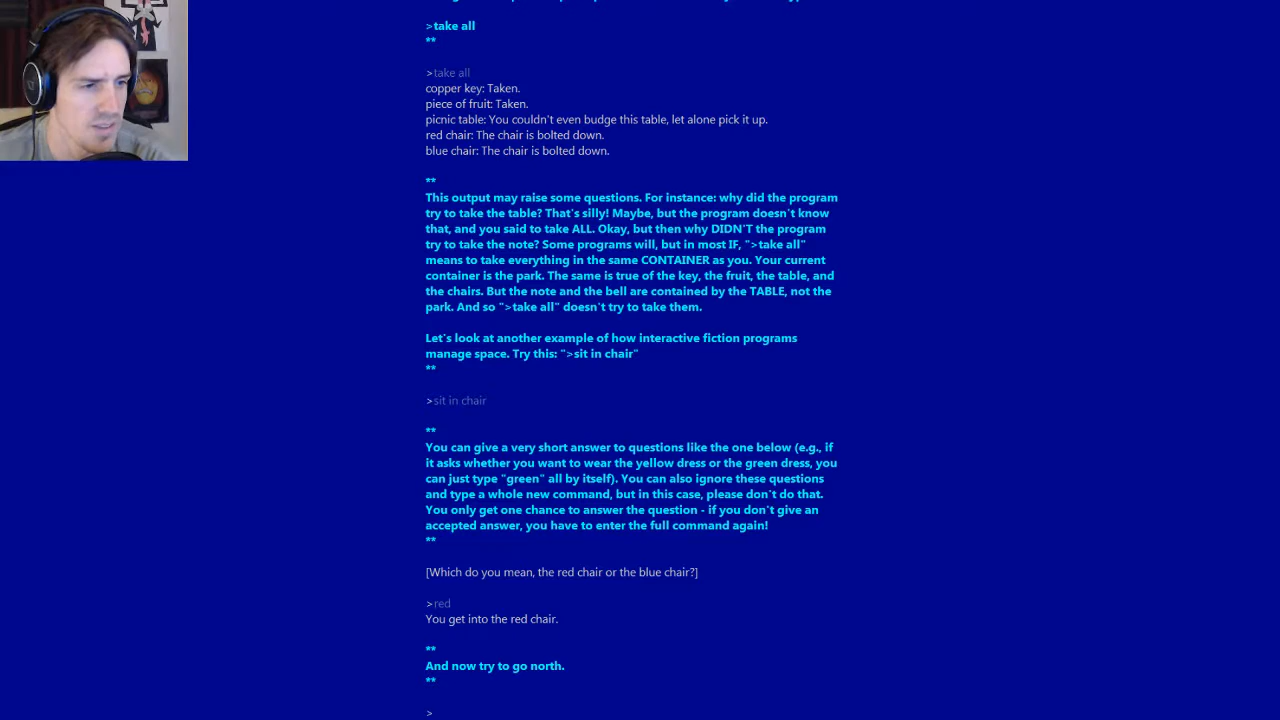 >take all
**
>take all
copper key: Taken.
piece of fruit: Taken.
picnic table: You couldn't even budge this table, let alone pick it up.
red chair: The chair is bolted down.
blue chair: The chair is bolted down.
**
This output may raise some questions. For instance: why did the program
try to take the table? That's silly! Maybe, but the program doesn't know
that, and you said to take ALL. Okay, but then why DIDN'T the program
try to take the note? Some programs will, but in most IF, ">take all"
means to take everything in the same CONTAINER as you. Your current
container is the park. The same is true of the key, the fruit, the table, and
the chairs. But the note and the bell are contained by the TABLE, not the
park. And so ">take all" doesn't try to take them.
Let's look at another example of how interactive fiction programs
manage space. Try this: ">sit in chair"
**
>sit in chair
**
You can give a very short answer to questions like the one below (e.g., if
it asks whether you want to wear the yellow dress or the green dress, you
can just type "green" all by itself). You can also ignore these questions
and type a whole new command, but in this case, please don't do that.
You only get one chance to answer the question - if you don't give an
accepted answer, you have to enter the full command again!
**
[Which do you mean, the red chair or the blue chair?]
>red
You get into the red chair.
**
And now try to go north.
**
>